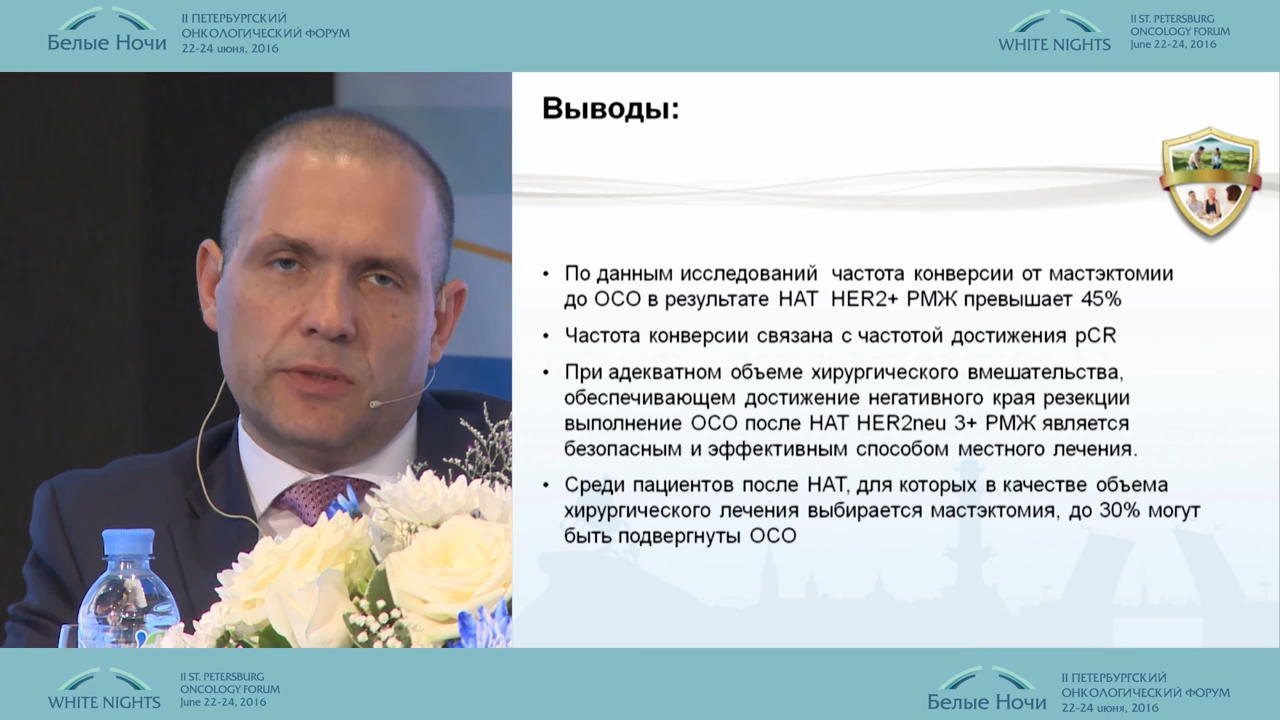 II ПЕТЕРБУРГСКИЙ
ОНКОЛОГИЧЕСКИЙ ФОРУМ
22-24 июня, 2016
Белые Ночи
WHITE NIGHTS
II ST. PETERSBURG
ONCOLOGY FORUM
June 22-24, 2016
Выводы:
• По данным исследований частота конверсии от мастэктомии
до ОСО в результате НАТ HER2+ РМЖ превышает 45%
• Частота конверсии связана с частотой достижения pCR
• При адекватном объеме хирургического вмешательства,
обеспечивающем достижение негативного края резекции
выполнение ОСО после НАТ HER2neu 3+ РМЖ является
безопасным и эффективным способом местного лечения.
• Среди пациентов после НАТ, для которых в качестве объема
хирургического лечения выбирается мастэктомия, до 30% могут
быть подвергнуты ОСО
WHITE NIGHTS
II ST. PETERSBURG
ONCOLOGY FORUM
June 22-24, 2016
Белые Ночи
II ПЕТЕРБУРГСКИЙ
ОНКОЛОГИЧЕСКИЙ ФОРУМ
22-24 июня, 2016